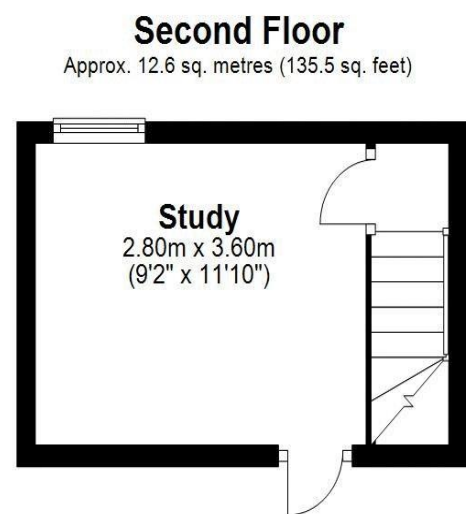 Second Floor
Approx. 12.6 sq. metres (135.5 sq. feet)
Study
2.80m x 3.60m
(9'2" x 11'10")